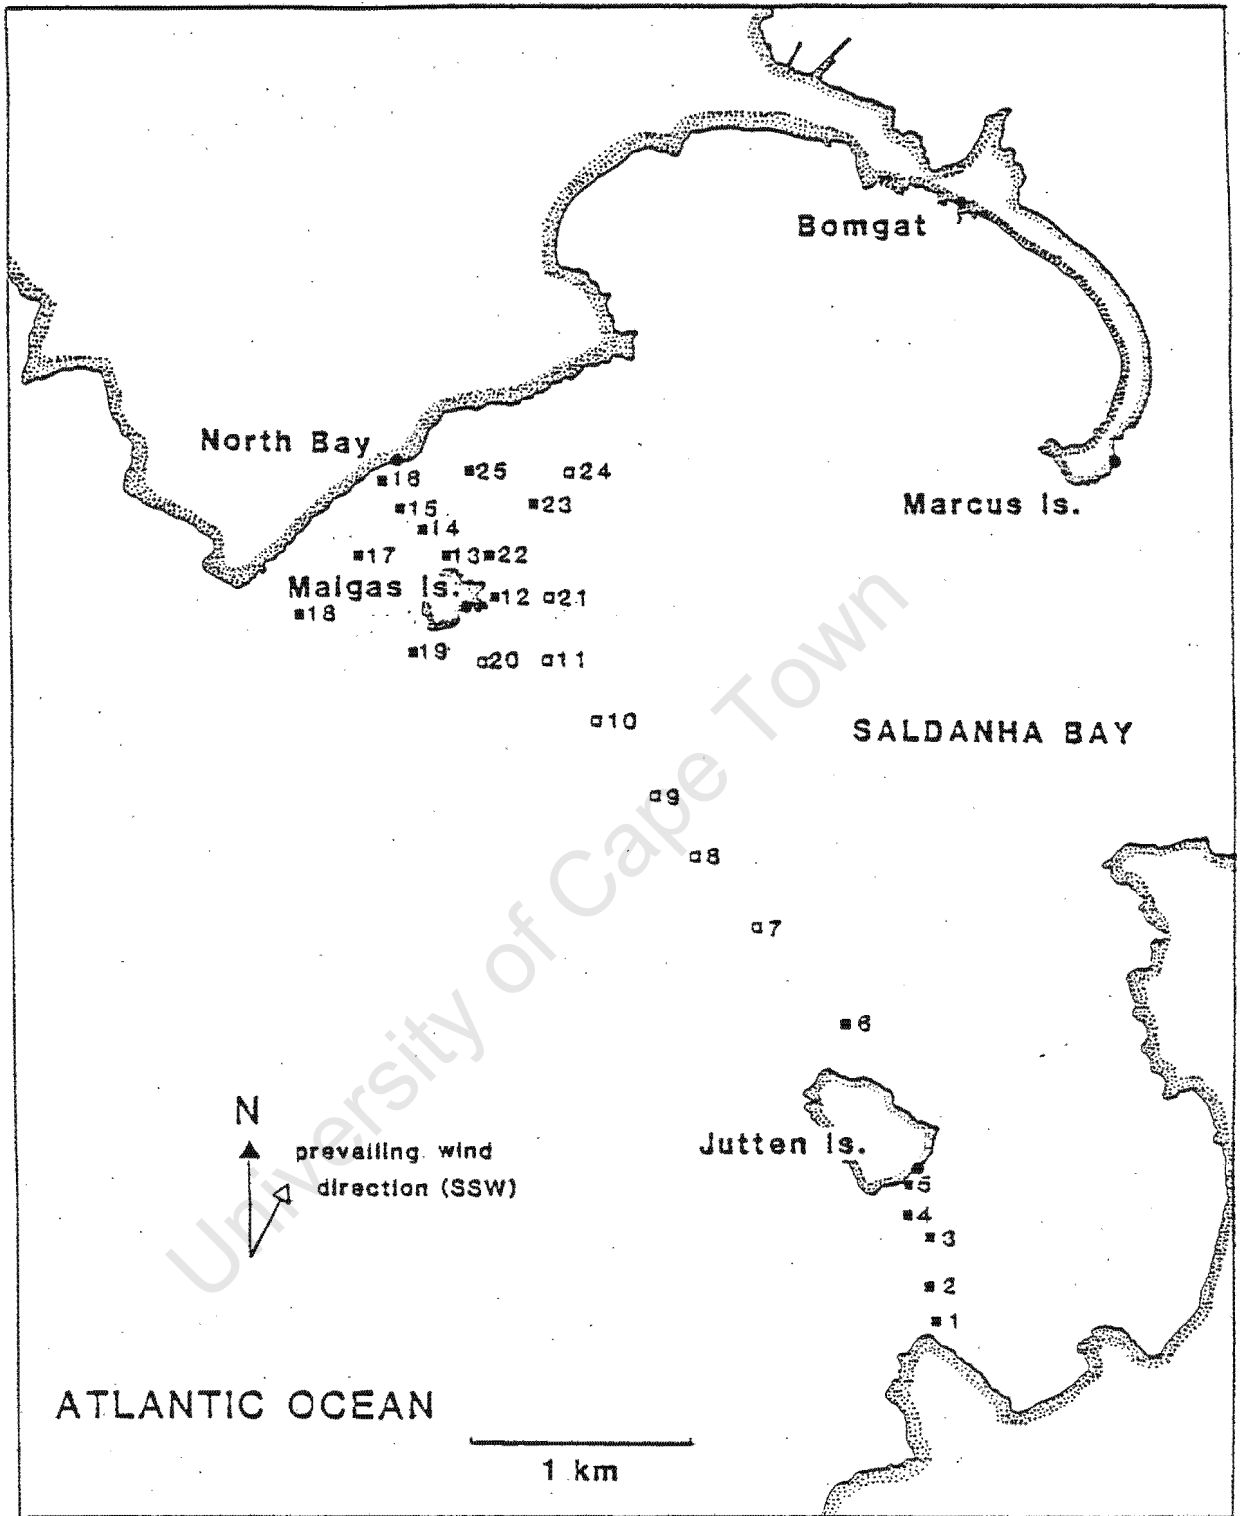 Bomgat
North Bay
16
25
24
15
23
Marcus Is.
14
17
13
22
Malgas Is.
12
21
18
19
20
11
10
SALDANHA BAY
9
8
7
6
N
Jutten Is.
prevailing wind
direction (SSW)
5
4
3
2
1
ATLANTIC OCEAN
1 km
University of Cape Town